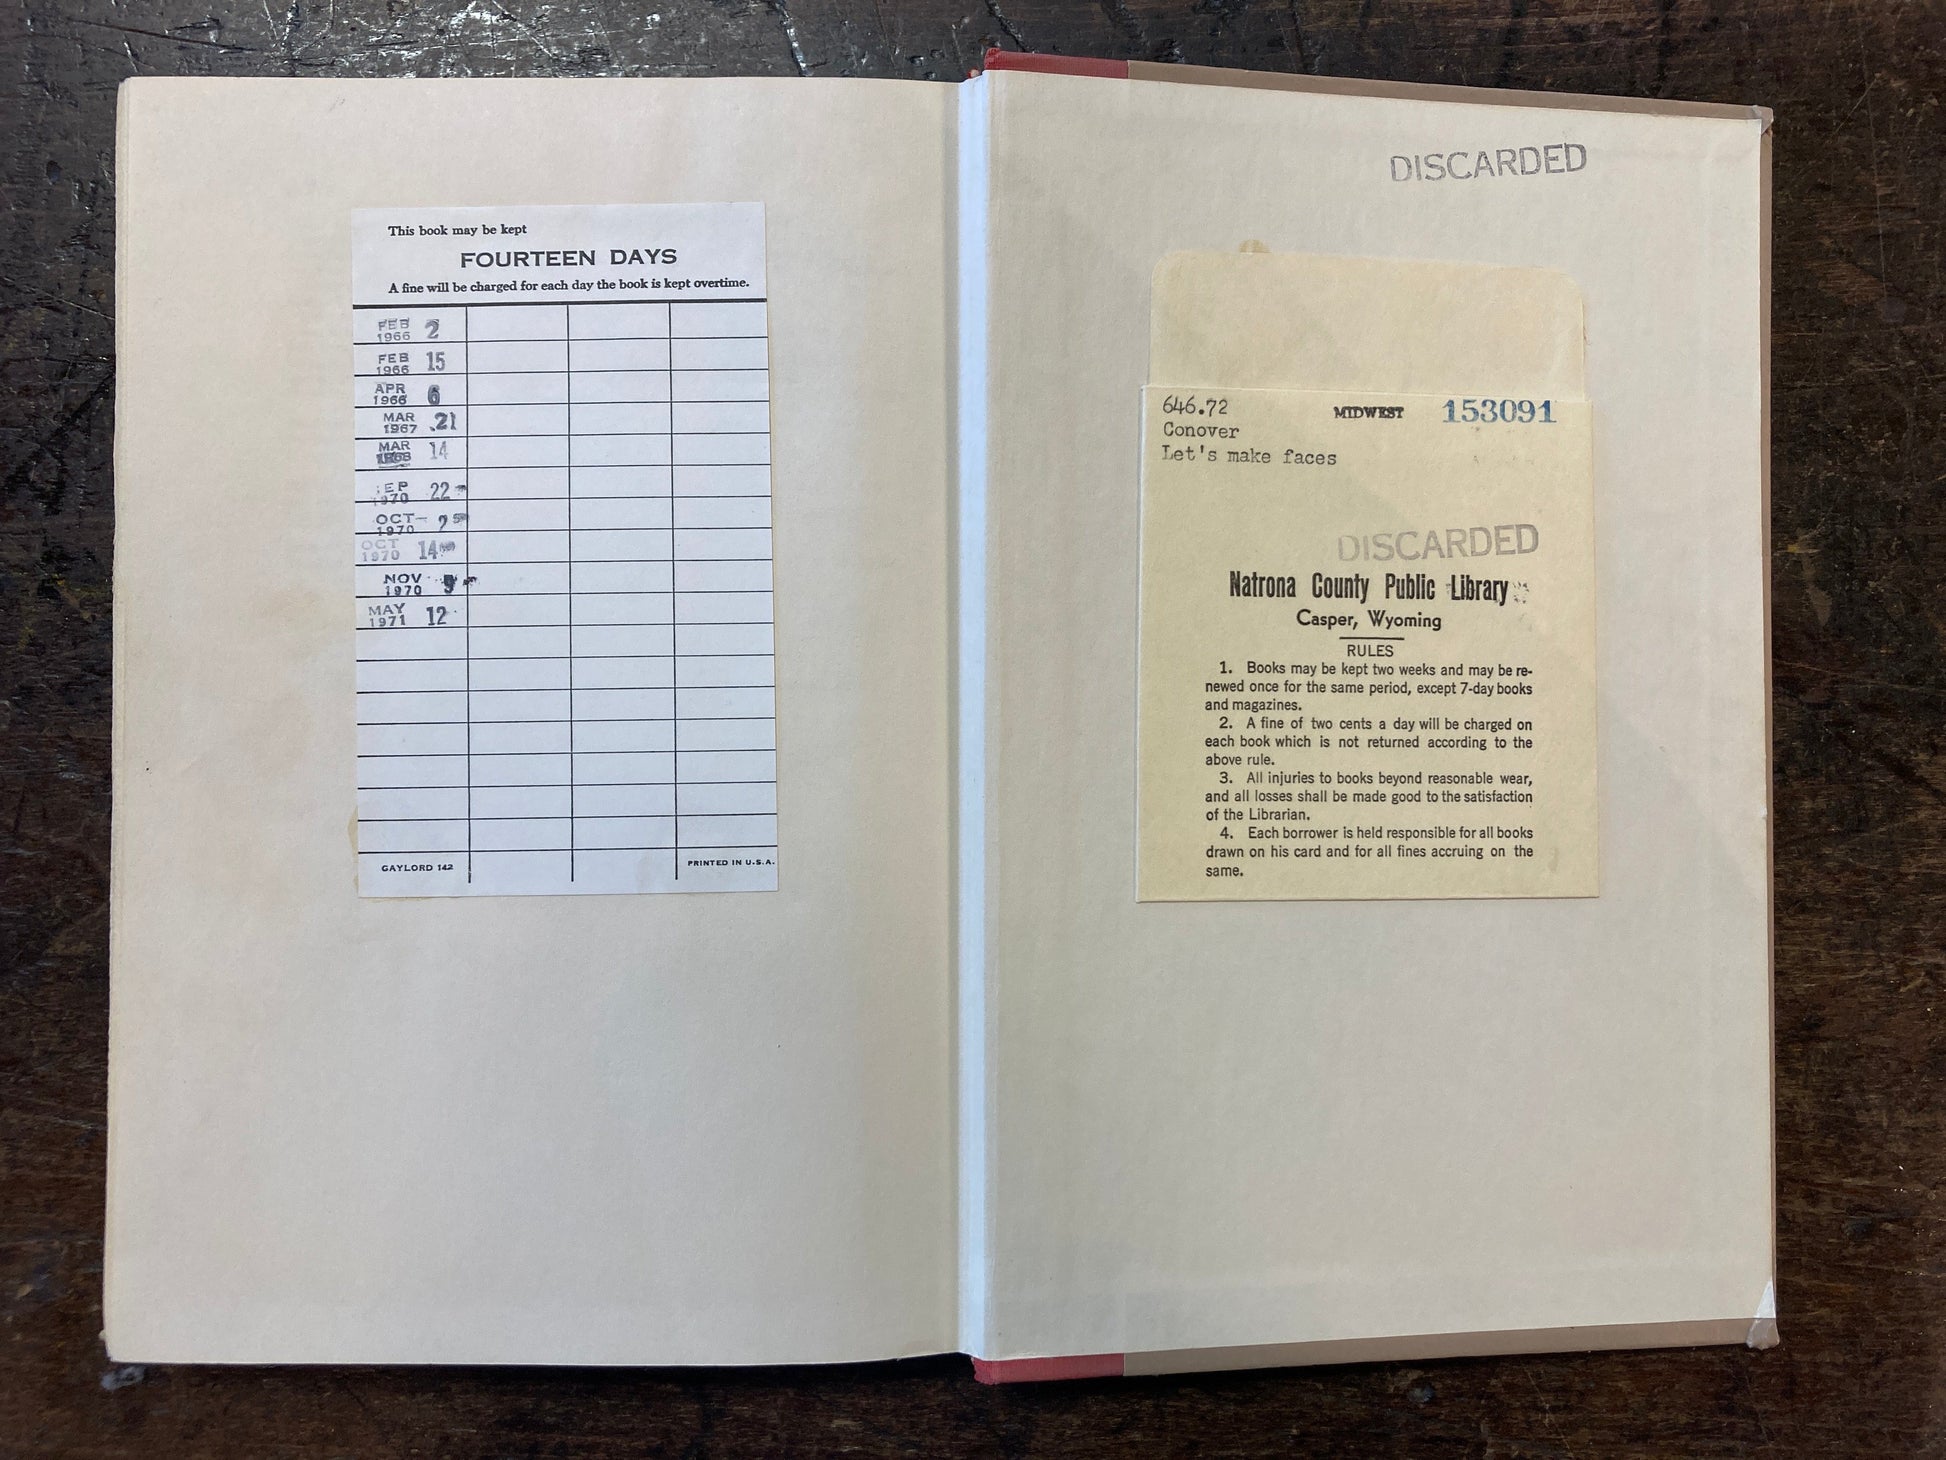 This book may be kept
FOURTEEN DAYS
A fine will be charged for each day the book is kept overtime.
FEB 1966 2
FEB 1966 15
APR 1966 6
MAR 1967 21
MAR 14
1970 22
OCT 1970
OCT 1970 14
NOV 1970 9
MAY 1971 12
GAYLORD 142
PRINTED IN U.S.A.
DISCARDED
646.72 MIDWEST 153091
Conover
Let's make faces
DISCARDED
Natrona County Public Library
Casper, Wyoming
RULES
1. Books may be kept two weeks and may be re-
newed once for the same period, except 7-day books
and magazines.
2. A fine of two cents a day will be charged on
each book which is not returned according to the
above rule.
3. All injuries to books beyond reasonable wear,
and all losses shall be made good to the satisfaction
of the Librarian.
4. Each borrower is held responsible for all books
drawn on his card and for all fines accruing on the
same.